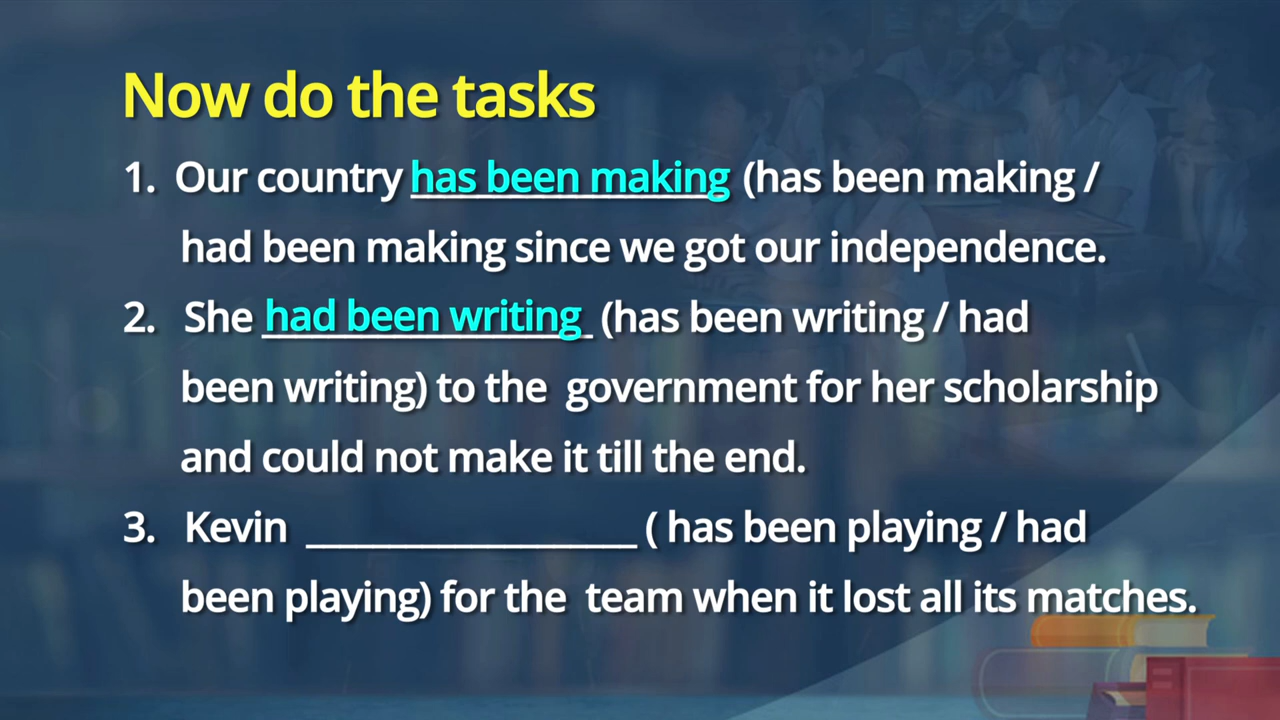 Now do the tasks
1. Our country has been making (has been making /
had been making since we got our independence.
2. She had been writing _ (has been writing / had
been writing) to the government for her scholarship
and could not make it till the end.
3. Kevin ________________ ( has been playing / had
been playing) for the team when it lost all its matches.